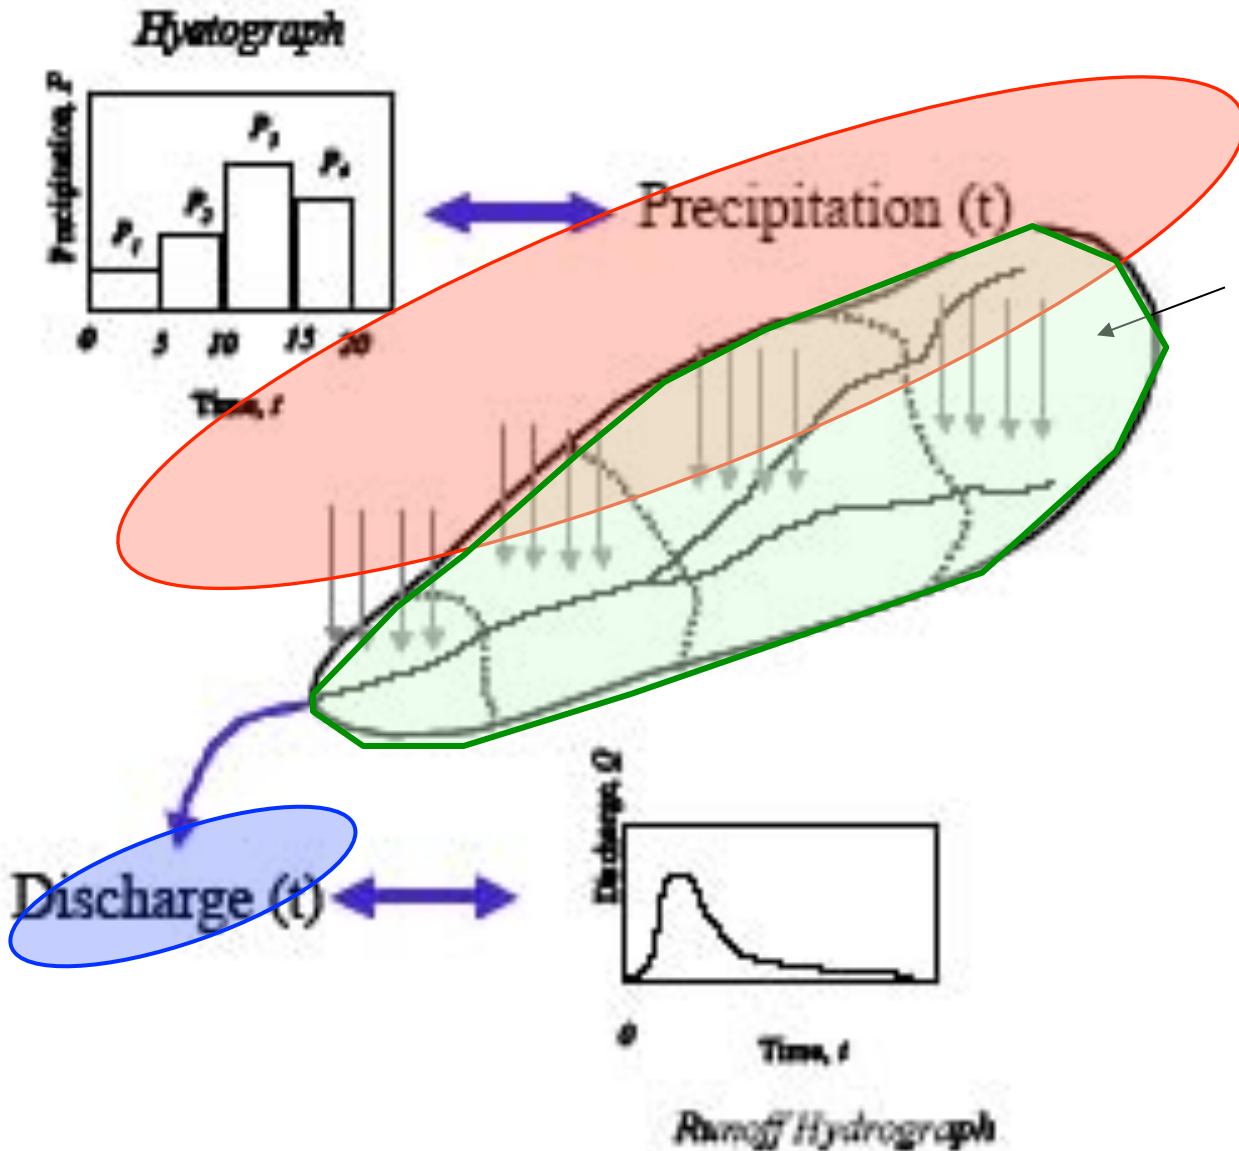 Hyetograph
Precipitation, P
P1
P2
P3
P4
0 5 10 15 20
Time, t
Precipitation (t)
Discharge (t)
Discharge, Q
0
Time, t
Runoff Hydrograph